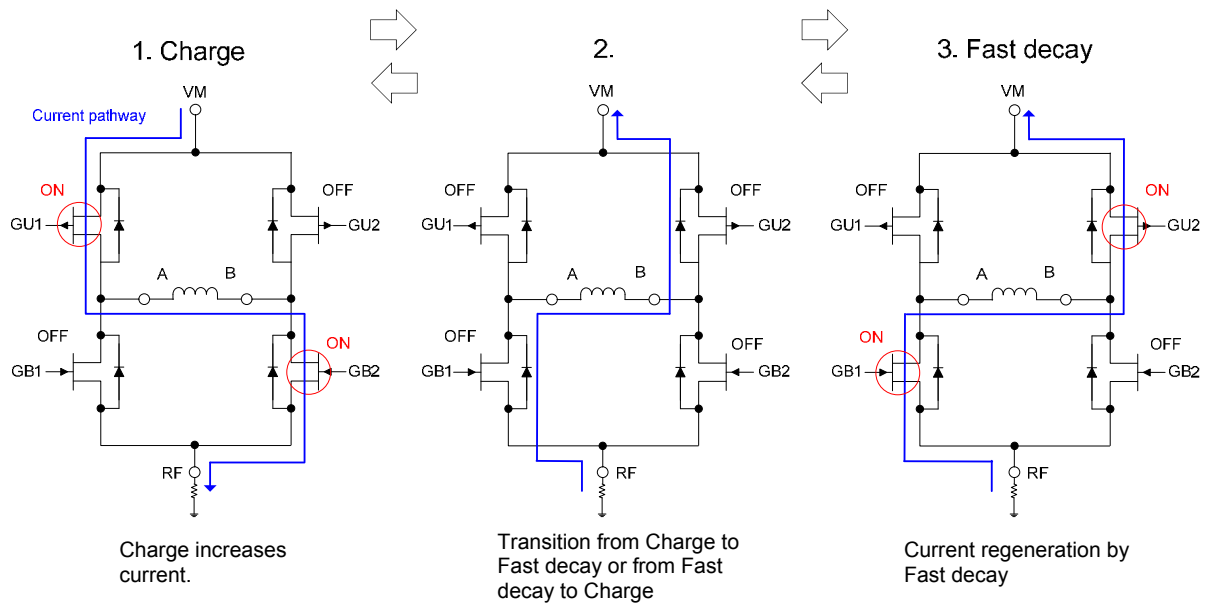 1. Charge
2.
3. Fast decay
VM
Current pathway
ON
OFF
GU1
GU2
A
B
OFF
ON
GB1
GB2
RF
Charge increases
current.
VM
OFF
OFF
GU1
GU2
A
B
OFF
OFF
GB1
GB2
RF
Transition from Charge to
Fast decay or from Fast
decay to Charge
VM
OFF
ON
GU1
GU2
A
B
ON
OFF
GB1
GB2
RF
Current regeneration by
Fast decay